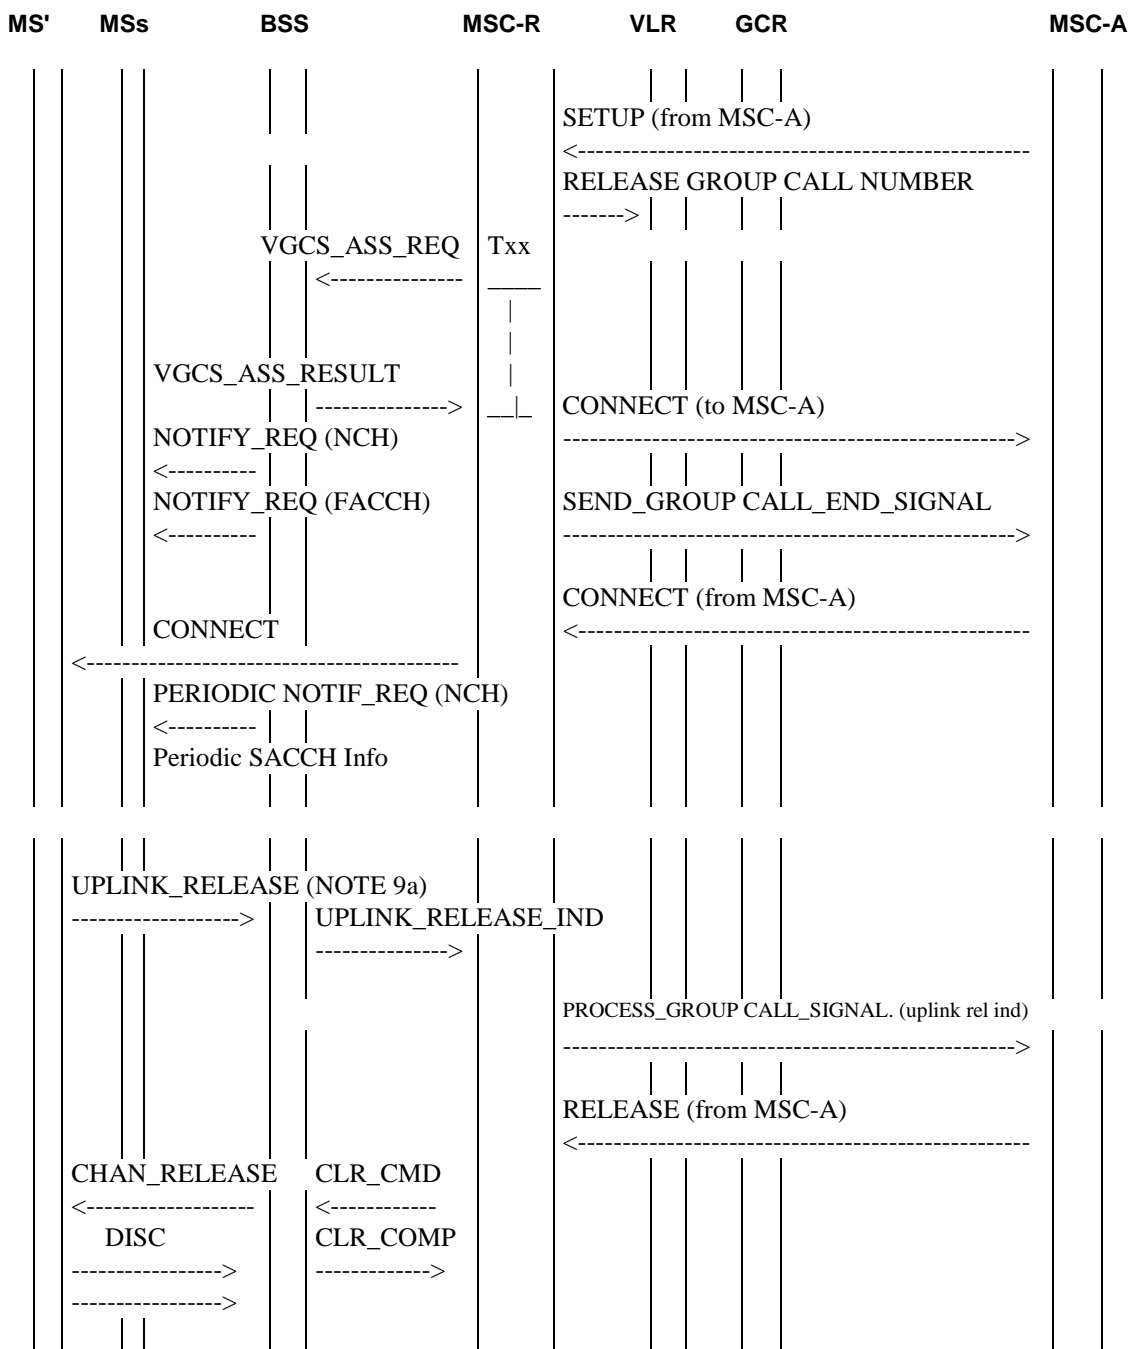 MS' MSs BSS MSC-R VLR GCR MSC-A
SETUP (from MSC-A)
<---------------------------------------------------
RELEASE GROUP CALL NUMBER
------->
VGCS_ASS_REQ Txx
<---------------
VGCS_ASS_RESULT
---------------> CONNECT (to MSC-A)
NOTIFY_REQ (NCH) --------------------------------------------------->
<----------
NOTIFY_REQ (FACCH) SEND_GROUP CALL_END_SIGNAL
<---------- --------------------------------------------------->
CONNECT (from MSC-A)
CONNECT <---------------------------------------------------
<------------------------------------------
PERIODIC NOTIF_REQ (NCH)
<----------
Periodic SACCH Info
UPLINK_RELEASE (NOTE 9a)
-------------------> UPLINK_RELEASE_IND
--------------->
PROCESS_GROUP CALL_SIGNAL. (uplink rel ind)
--------------------------------------------------->
RELEASE (from MSC-A)
<---------------------------------------------------
CHAN_RELEASE CLR_CMD
<------------------- <------------
DISC CLR_COMP
-----------------> ------------->
----------------->